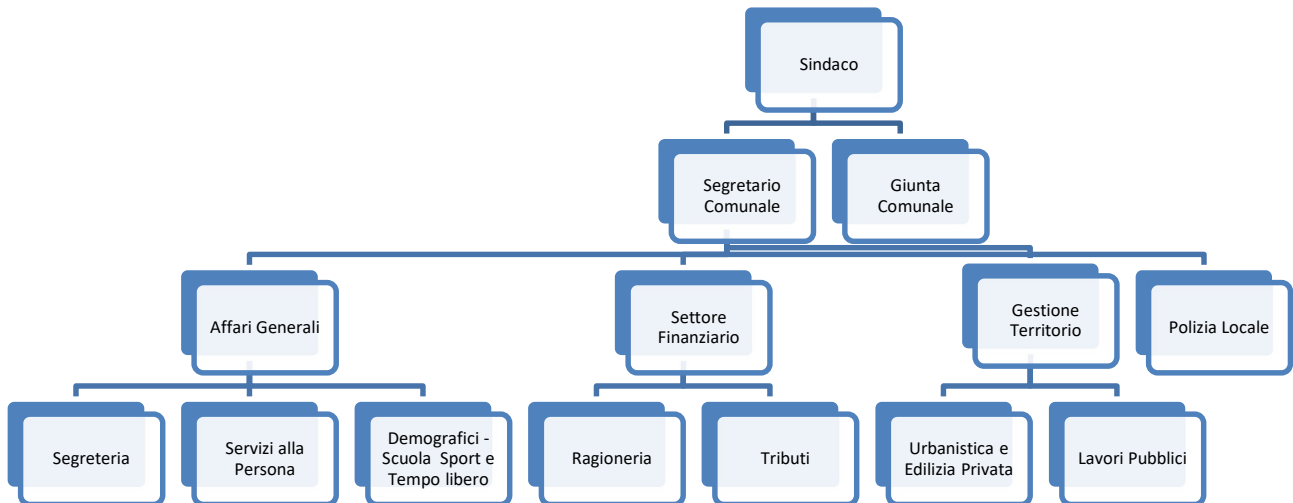 Sindaco
Segretario
Comunale
Giunta
Comunale
Affari Generali
Settore
Finanziario
Gestione
Territorio
Polizia Locale
Segreteria
Servizi alla
Persona
Demografici -
Scuola Sport e
Tempo libero
Ragioneria
Tributi
Urbanistica e
Edilizia Privata
Lavori Pubblici